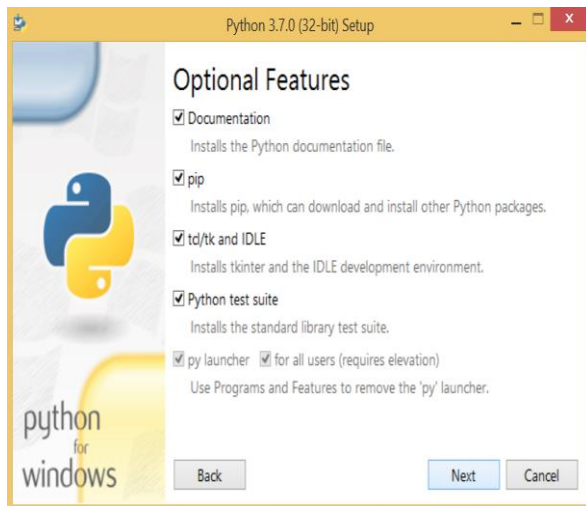 Python 3.7.0 (32-bit) Setup
Optional Features
Documentation
Installs the Python documentation file.
pip
Installs pip, which can download and install other Python packages.
tcl/tk and IDLE
Installs tkinter and the IDLE development environment.
Python test suite
Installs the standard library test suite.
py launcher for all users (requires elevation)
Use Programs and Features to remove the 'py' launcher.
python
for
windows
Back Next Cancel